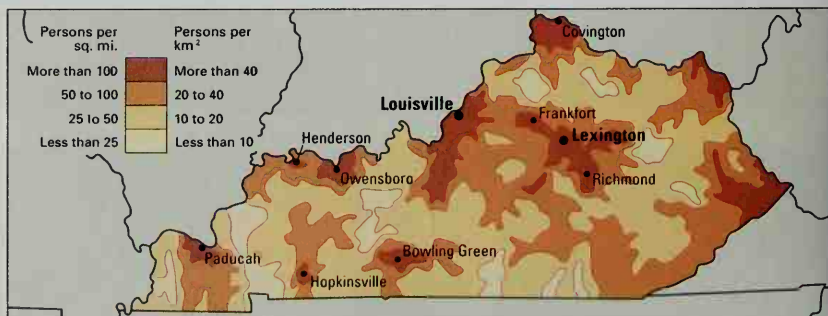 Persons per
sq. mi.
Persons per
km²
More than 100
More than 40
50 to 100
20 to 40
25 to 50
10 to 20
Less than 25
Less than 10
Covington
Louisville
Frankfort
Lexington
Henderson
Owensboro
Richmond
Paducah
Bowling Green
Hopkinsville